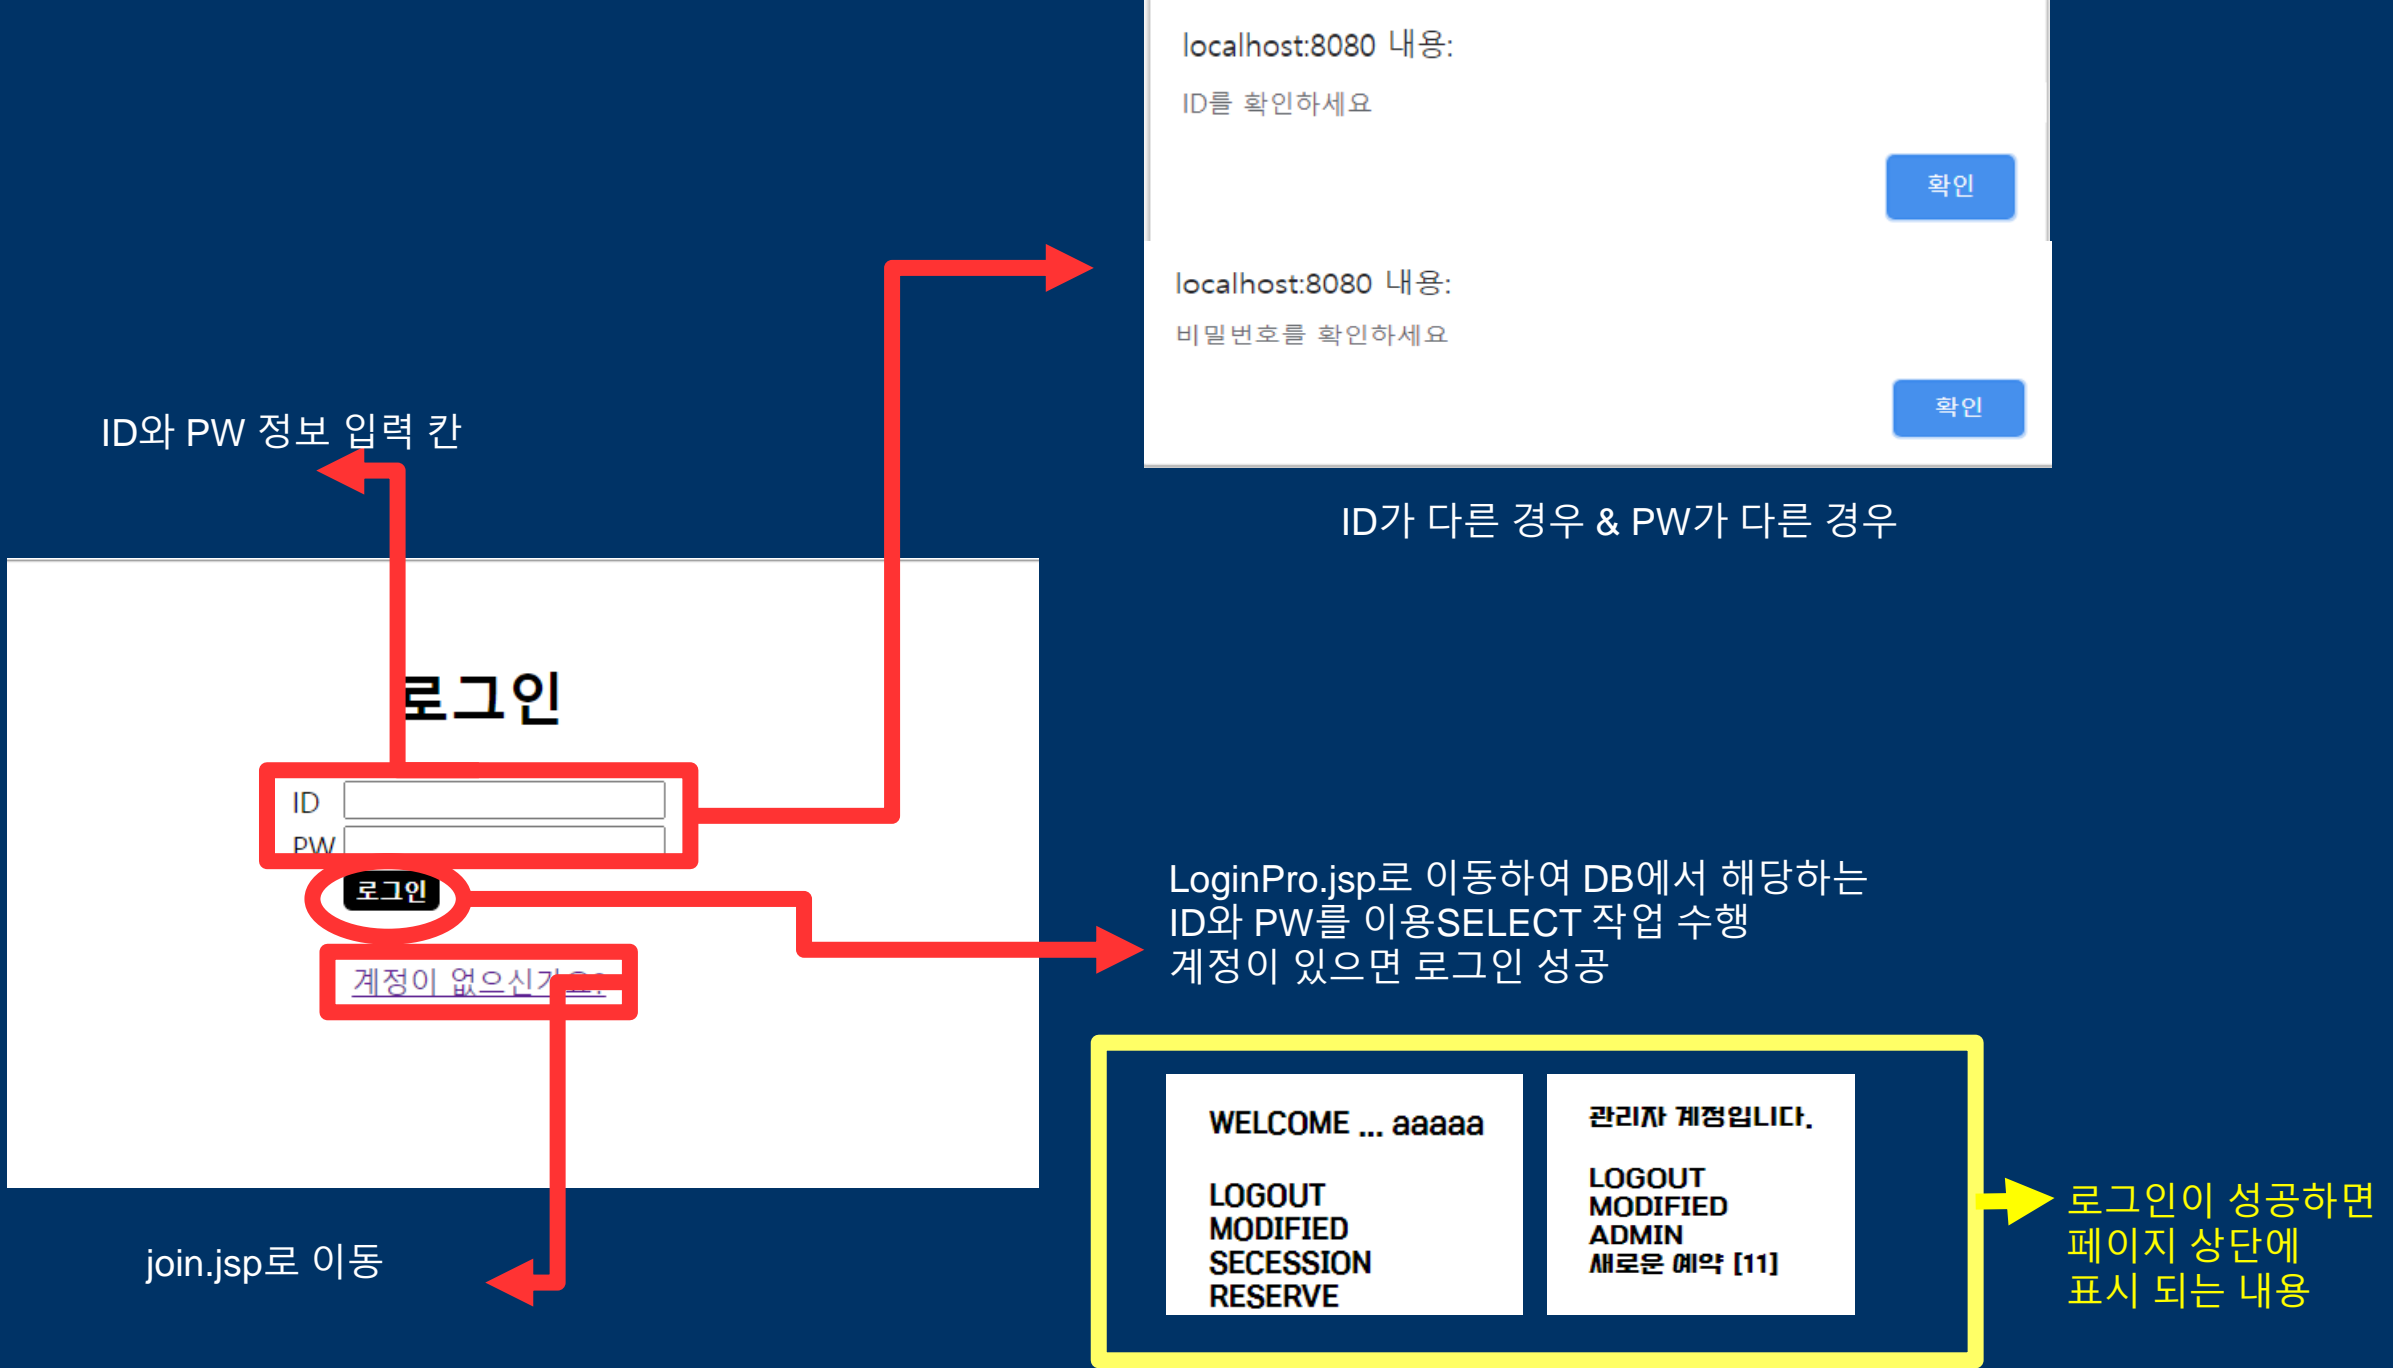 localhost:8080 내용:
ID를 확인하세요
확인
localhost:8080 내용:
비밀번호를 확인하세요
확인
ID가 다른 경우 & PW가 다른 경우
ID와 PW 정보 입력 칸
로그인
ID
PW
로그인
계정이 없으신가요?
join.jsp로 이동
LoginPro.jsp로 이동하여 DB에서 해당하는
ID와 PW를 이용SELECT 작업 수행
계정이 있으면 로그인 성공
WELCOME ... aaaaa
LOGOUT
MODIFIED
SECESSION
RESERVE
관리자 계정입니다.
LOGOUT
MODIFIED
ADMIN
새로운 예약 [11]
로그인이 성공하면
페이지 상단에
표시 되는 내용